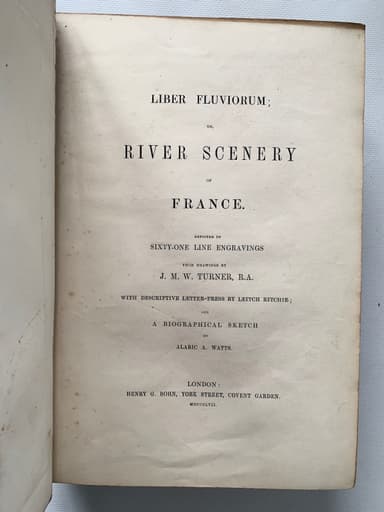 LIBER FLUVIORUM;
OR,
RIVER SCENERY
OF
FRANCE.
DEPICTED IN
SIXTY-ONE LINE ENGRAVINGS
FROM DRAWINGS BY
J. M. W. TURNER, R.A.
WITH DESCRIPTIVE LETTER-PRESS BY LEITCH RITCHIE;
AND
A BIOGRAPHICAL SKETCH
BY
ALARIC A. WATTS.
LONDON:
HENRY G. BOHN, YORK STREET, COVENT GARDEN.
MDCCCLVII.